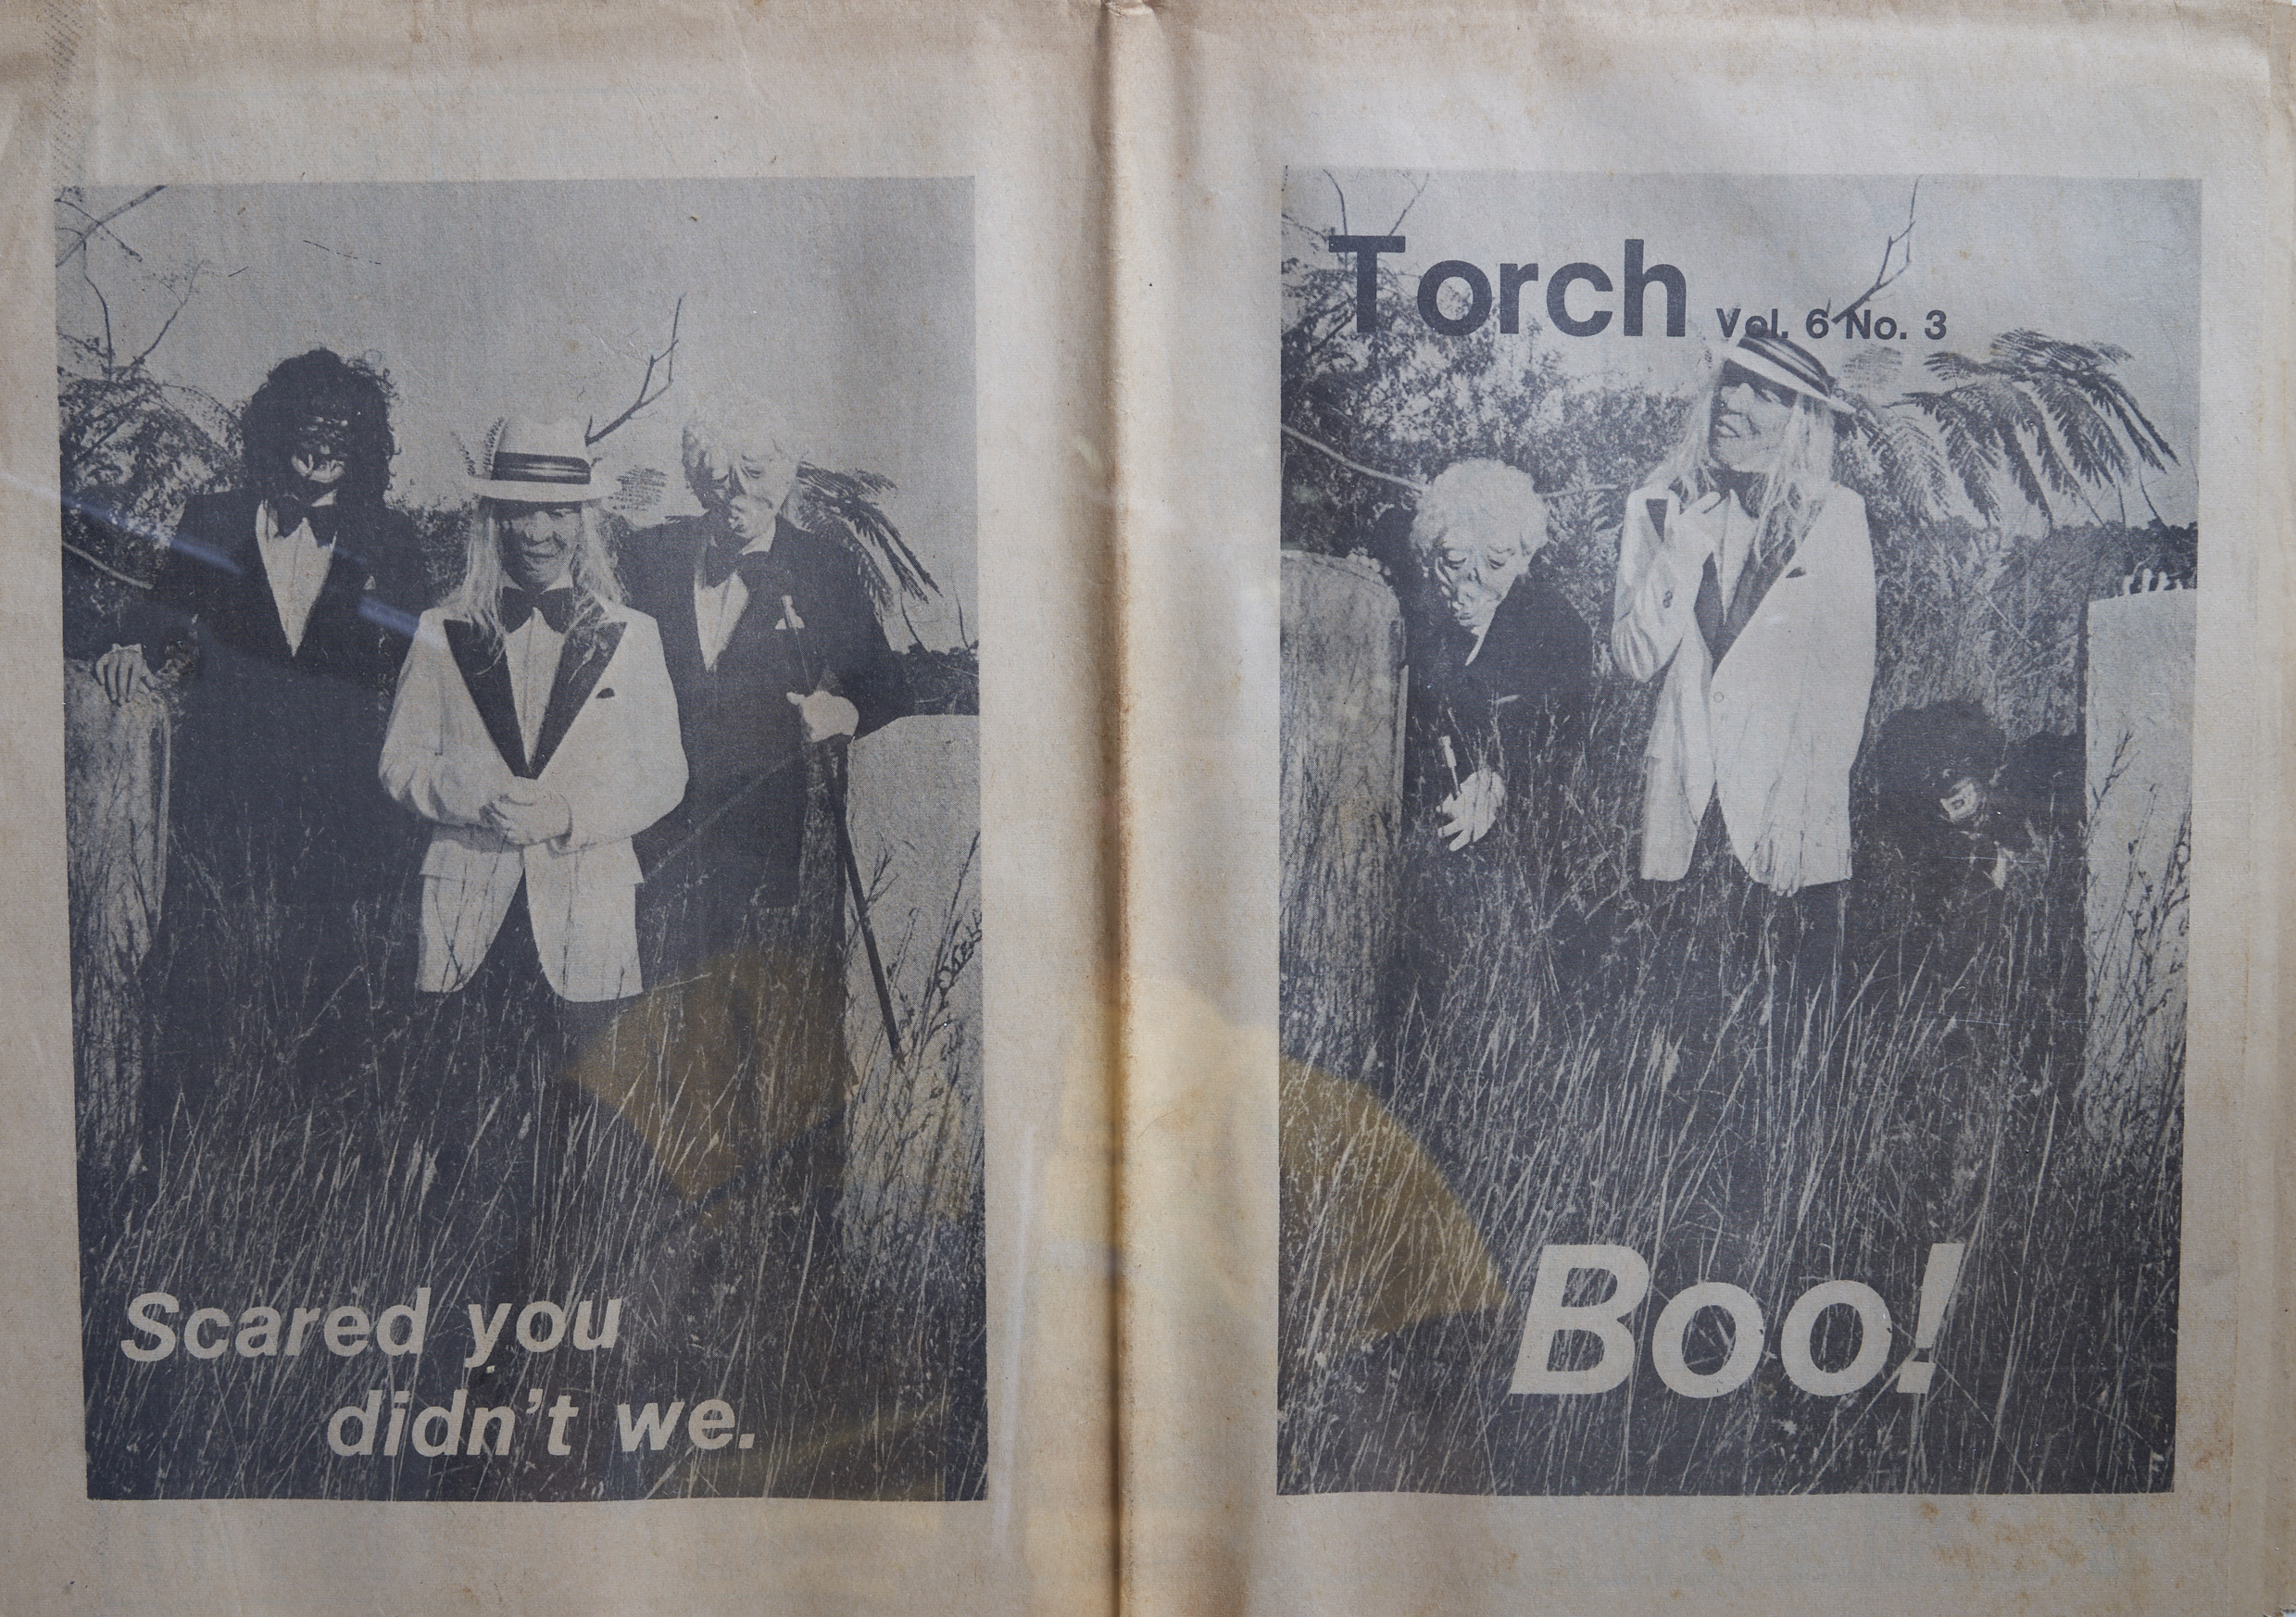 Scared you
didn't we.
Torch Vol. 6 No. 3
Boo!